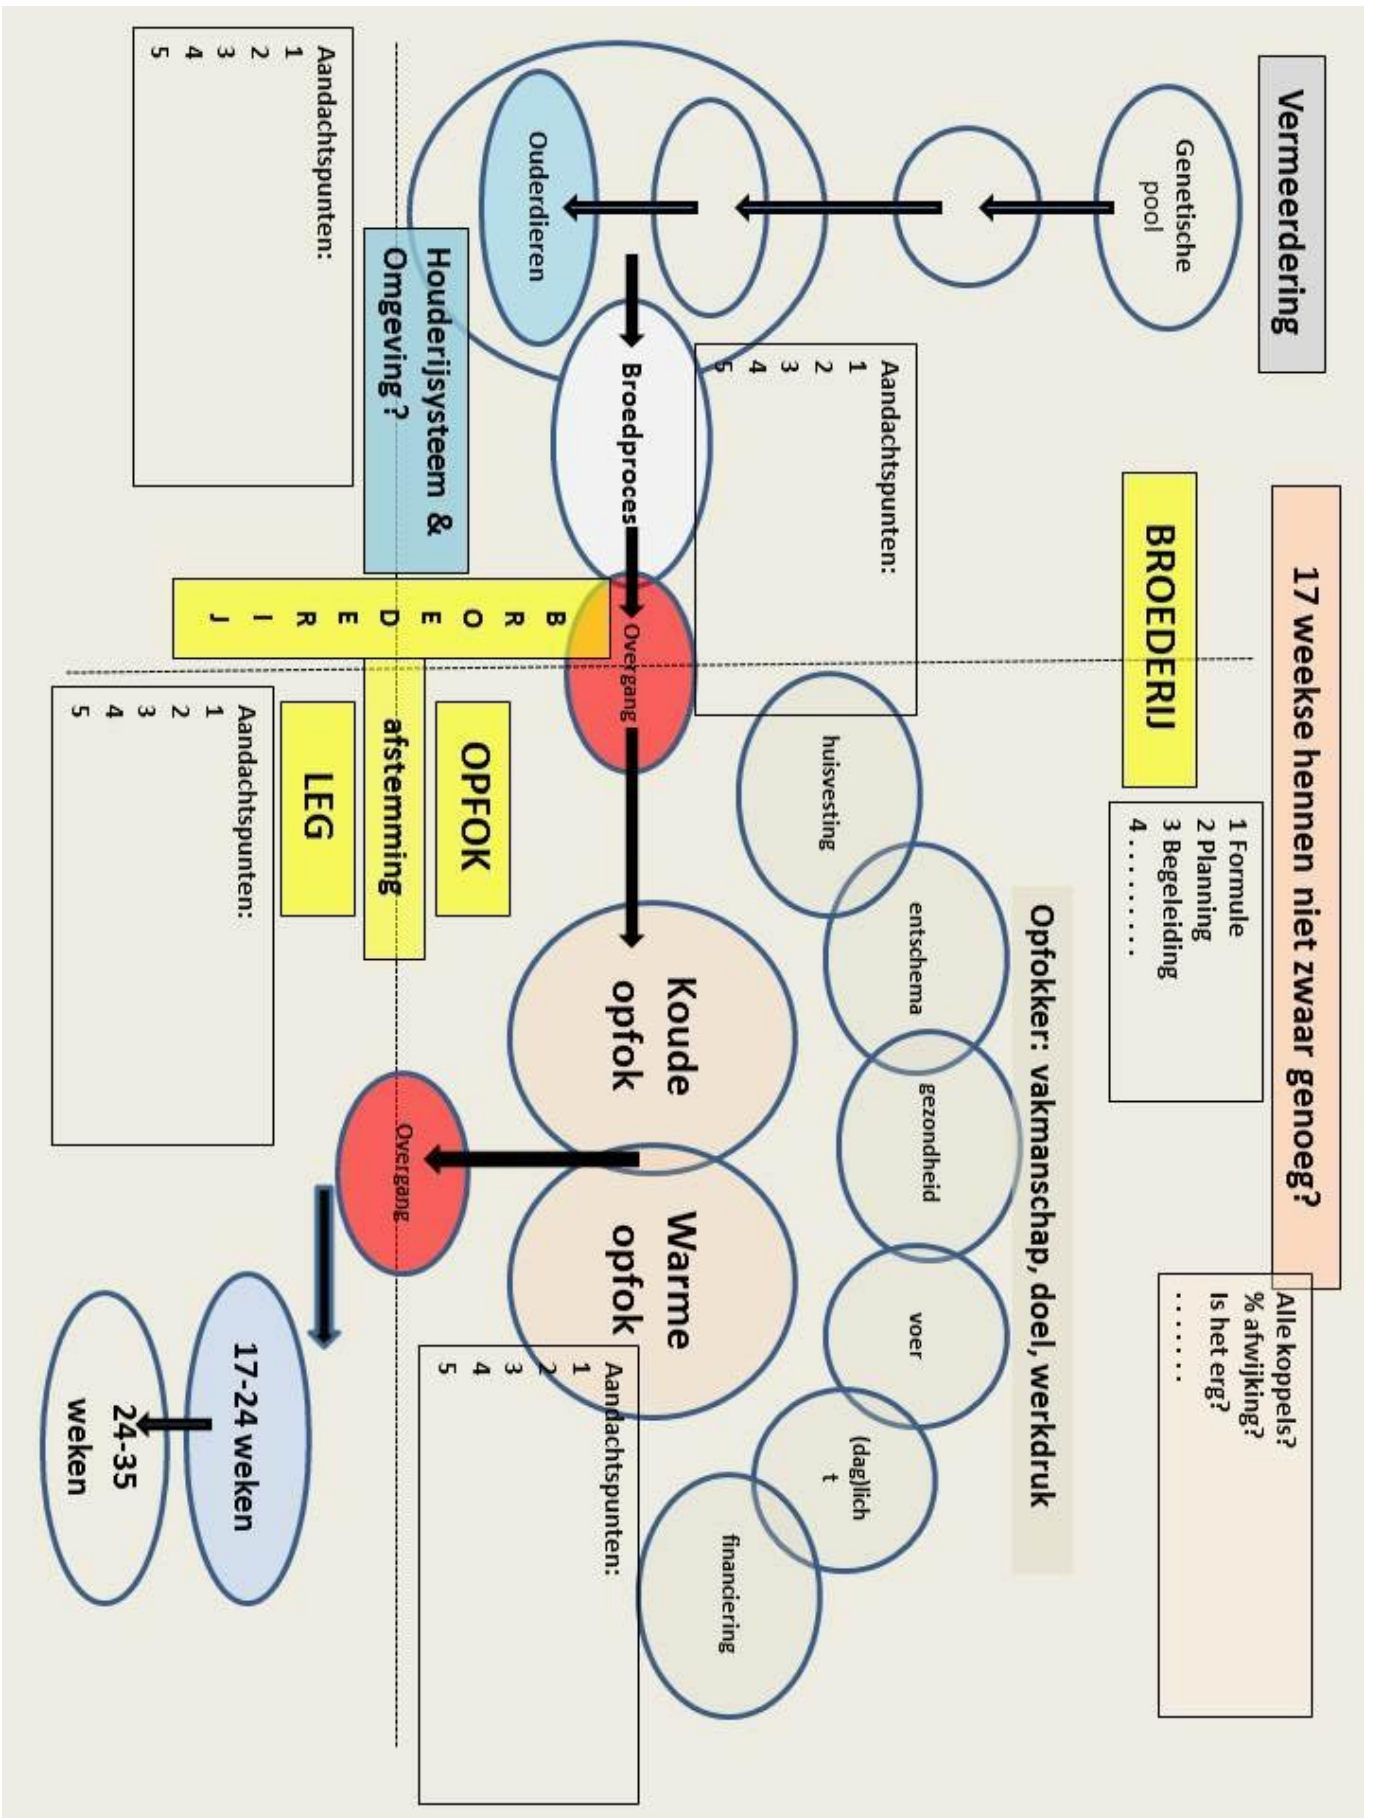 Vermeerdering
17 weekse hennen niet zwaar genoeg?
Alle koppels?
% afwijking?
Is het erg?
.......
BROEDERIJ
1 Formule
2 Planning
3 Begeleiding
4 ........
Genetische
pool
Opfokker: vakmanschap, doel, werkdruk
Aandachtspunten:
1
2
3
4
5
huisvesting
entschema
gezondheid
voer
(dag)lich
t
financiering
Ouderdieren
Broedproces
Overgang
Koude
opfok
Warme
opfok
Aandachtspunten:
1
2
3
4
5
Houderijsysteem &
Omgeving ?
B
R
O
E
D
E
R
I
J
OPFOK
afstemming
LEG
Overgang
Aandachtspunten:
1
2
3
4
5
Aandachtspunten:
1
2
3
4
5
17-24 weken
24-35
weken